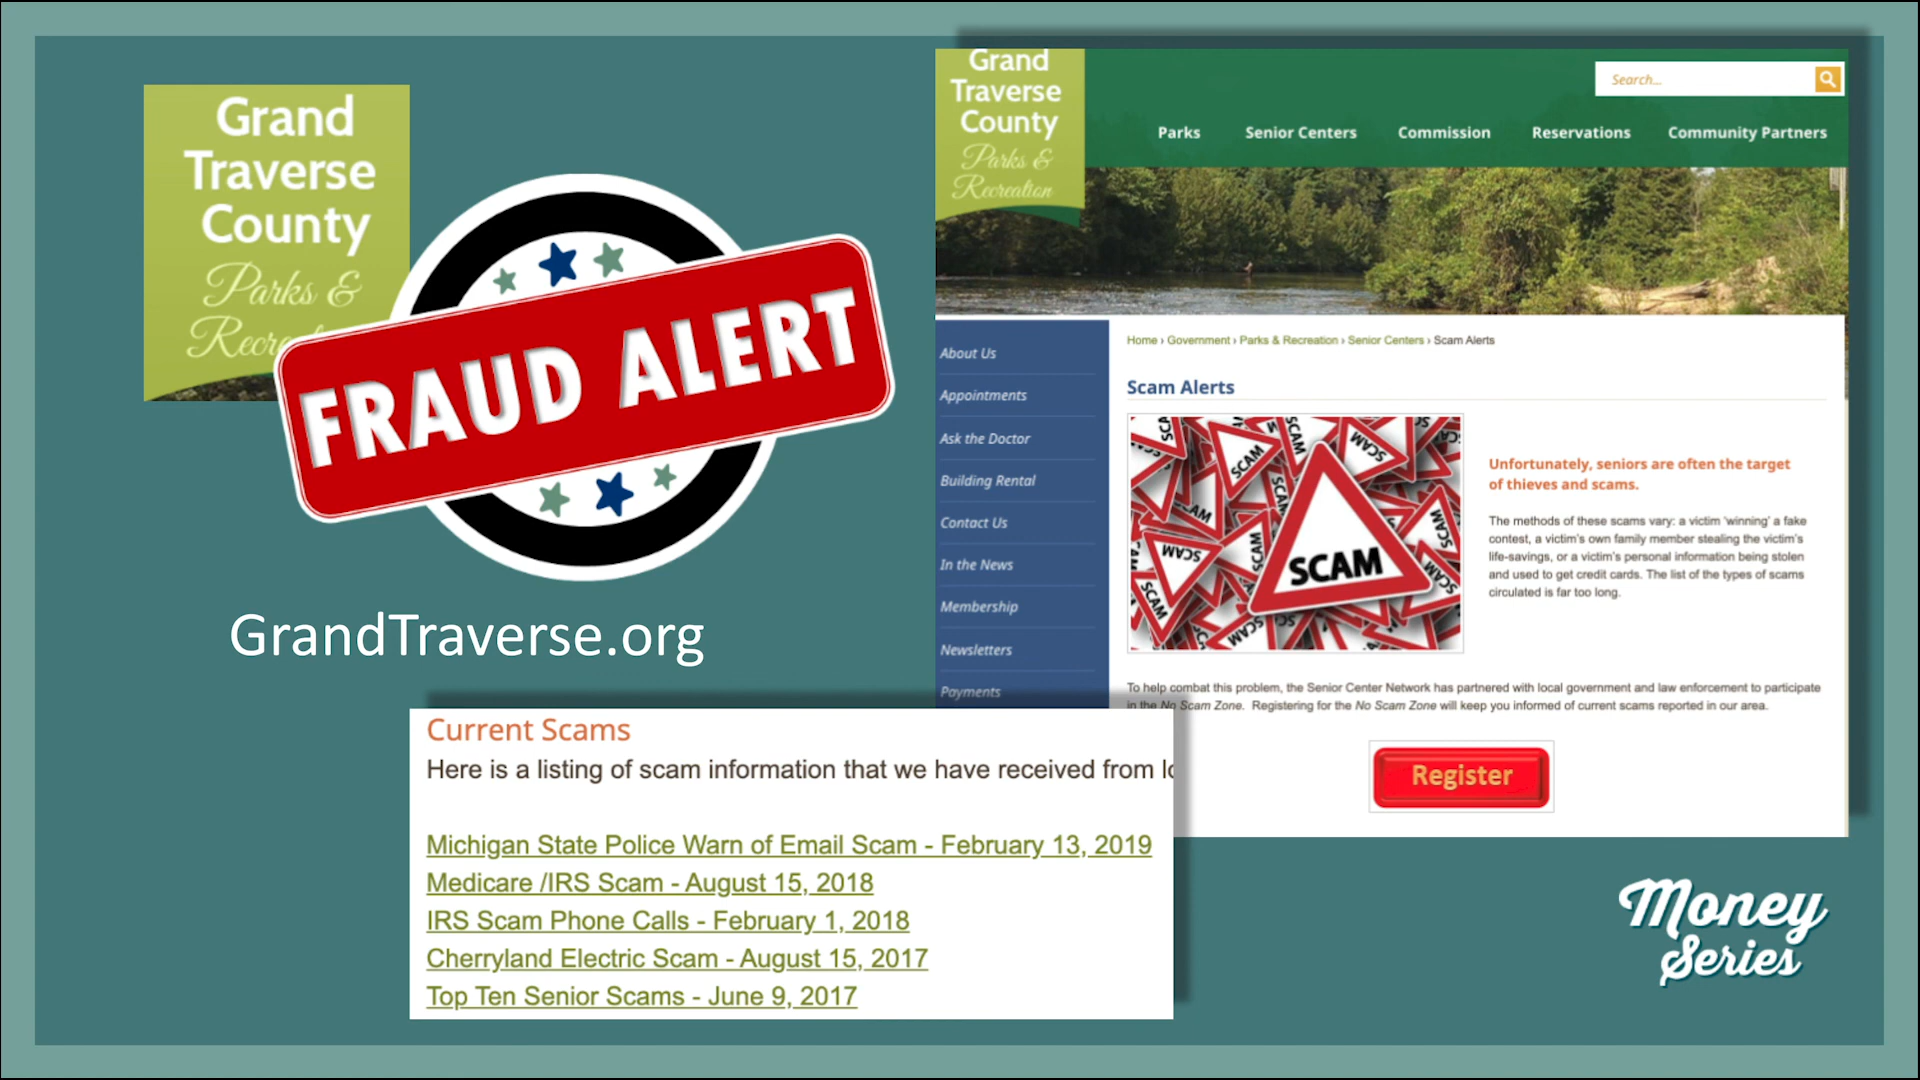 Grand
Traverse
County
Parks &
FRAUD ALERT
GrandTraverse.org
Grand
Traverse
County
Parks &
Recreation
Search...
Parks
Senior Centers
Commission
Reservations
Community Partners
About Us
Appointments
Ask the Doctor
Building Rental
Contact Us
In the News
Membership
Newsletters
Payments
Home › Government › Parks & Recreation › Senior Centers › Scam Alerts
Scam Alerts
SCAM
SCAM
SCAM
SCAM
SCAM
SCAM
SCAM
SCAM
Unfortunately, seniors are often the target
of thieves and scams.
The methods of these scams vary: a victim 'winning' a fake
contest, a victim's own family member stealing the victim's
life-savings, or a victim's personal information being stolen
and used to get credit cards. The list of the types of scams
circulated is far too long.
To help combat this problem, the Senior Center Network has partnered with local government and law enforcement to participate
in the No Scam Zone. Registering for the No Scam Zone will keep you informed of current scams reported in our area.
Register
Current Scams
Here is a listing of scam information that we have received from
Michigan State Police Warn of Email Scam - February 13, 2019
Medicare /IRS Scam - August 15, 2018
IRS Scam Phone Calls - February 1, 2018
Cherryland Electric Scam - August 15, 2017
Top Ten Senior Scams - June 9, 2017
Money
Series